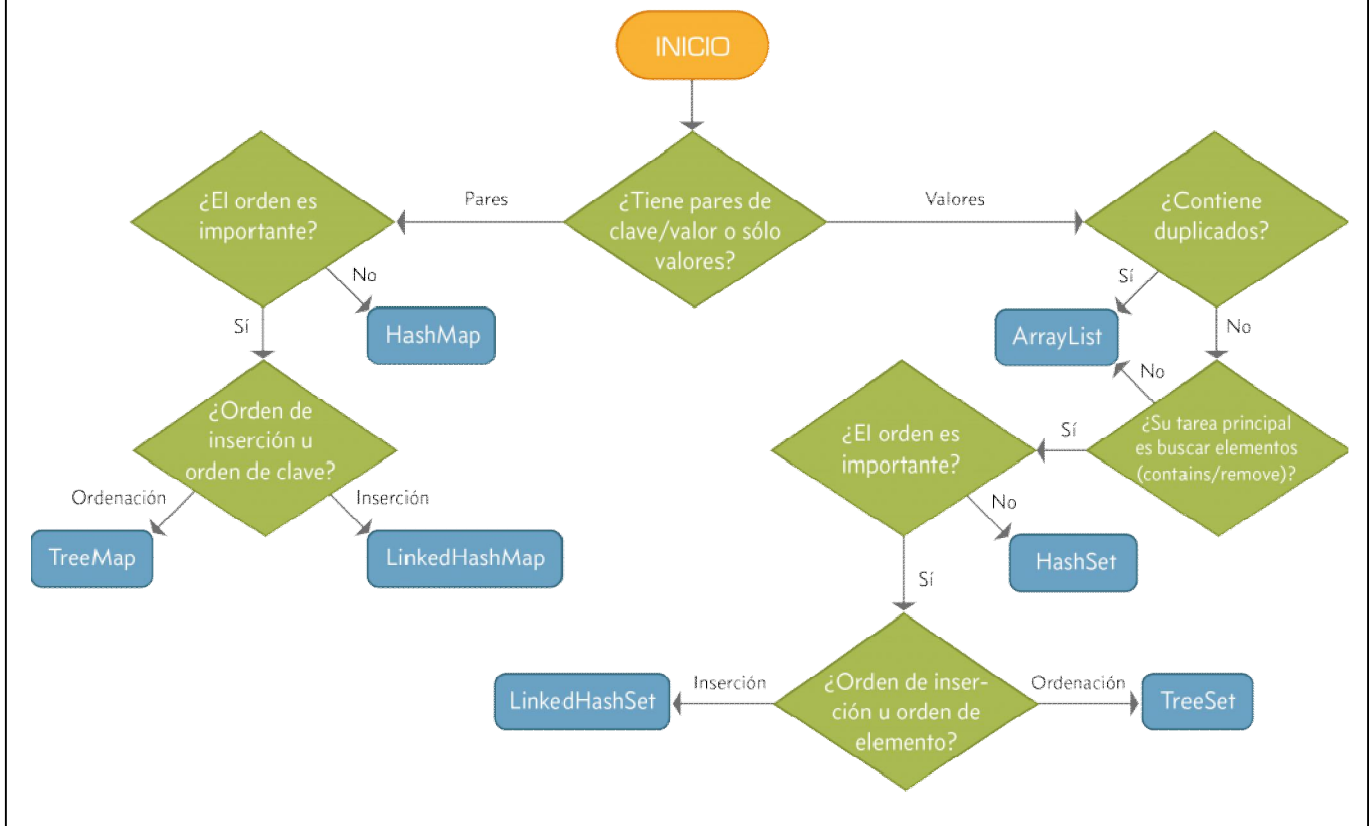 INICIO
¿El orden es
importante?
Pares
¿Tiene pares de
clave/valor o sólo
valores?
Valores
¿Contiene
duplicados?
No
HashMap
Sí
Sí
ArrayList
No
No
¿Orden de
inserción u
orden de clave?
Ordenación
Inserción
TreeMap
LinkedHashMap
¿Su tarea principal
es buscar elementos
(contains/remove)?
Sí
¿El orden es
importante?
No
HashSet
Sí
¿Orden de inser-
ción u orden de
elemento?
Inserción
LinkedHashSet
Ordenación
TreeSet